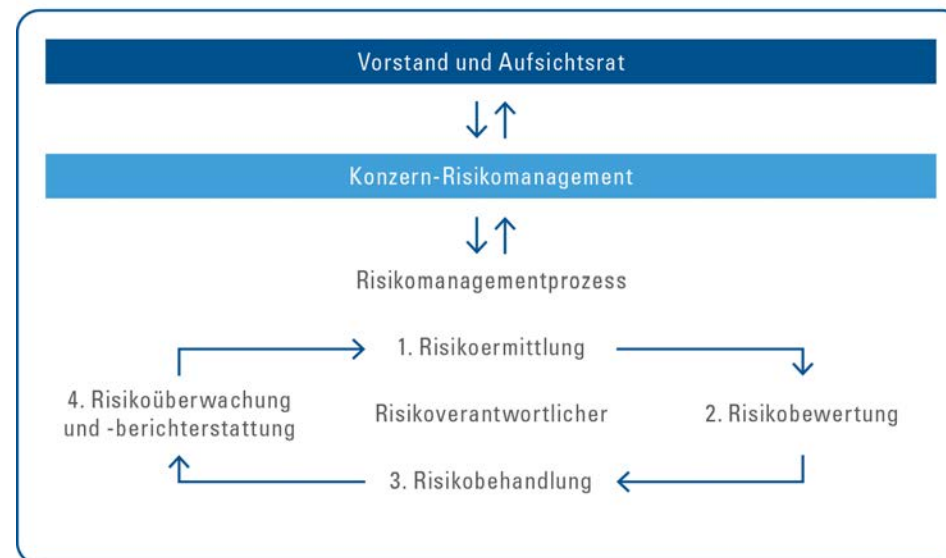 Vorstand und Aufsichtsrat
Konzern-Risikomanagement
Risikomanagementprozess
1. Risikoermittlung
4. Risikoüberwachung
und -berichterstattung
Risikoverantwortlicher
2. Risikobewertung
3. Risikobehandlung